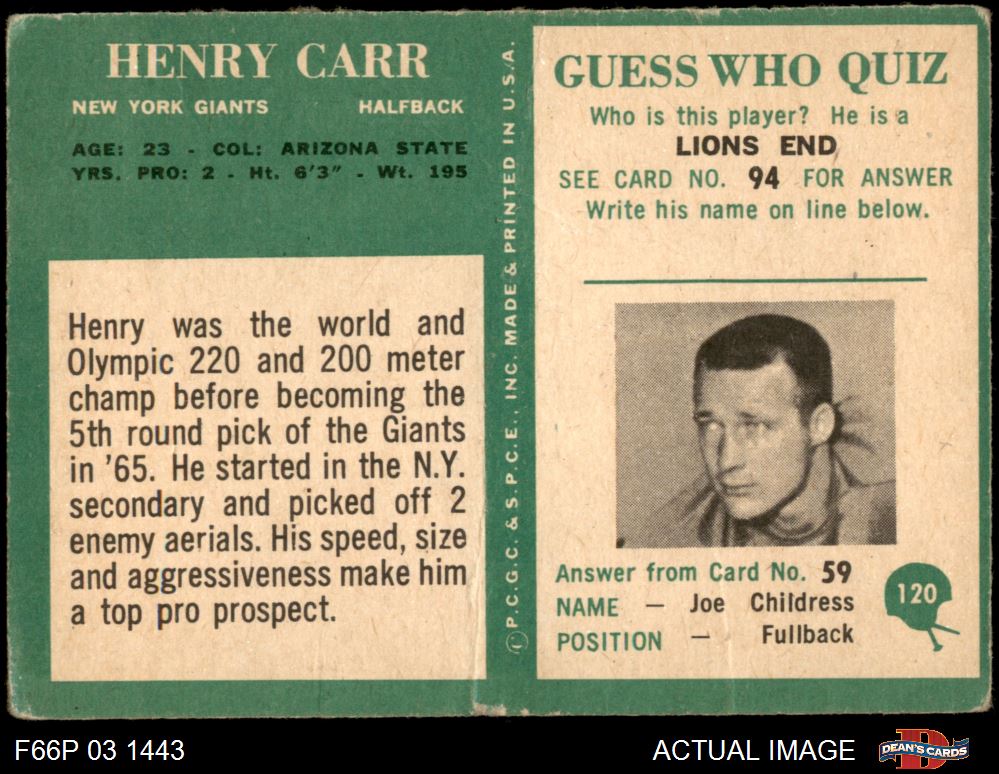 HENRY CARR
NEW YORK GIANTS HALFBACK
AGE: 23 - COL: ARIZONA STATE
YRS. PRO: 2 - Ht. 6'3" - Wt. 195
Henry was the world and
Olympic 220 and 200 meter
champ before becoming the
5th round pick of the Giants
in '65. He started in the N.Y.
secondary and picked off 2
enemy aerials. His speed, size
and aggressiveness make him
a top pro prospect.
© P.C.G.C. & S.P.C.E., INC. MADE & PRINTED IN U.S.A.
GUESS WHO QUIZ
Who is this player? He is a
LIONS END
SEE CARD NO. 94 FOR ANSWER
Write his name on line below.
Answer from Card No. 59
NAME — Joe Childress
POSITION — Fullback
120
F66P 03 1443
ACTUAL IMAGE
DEAN'S CARDS